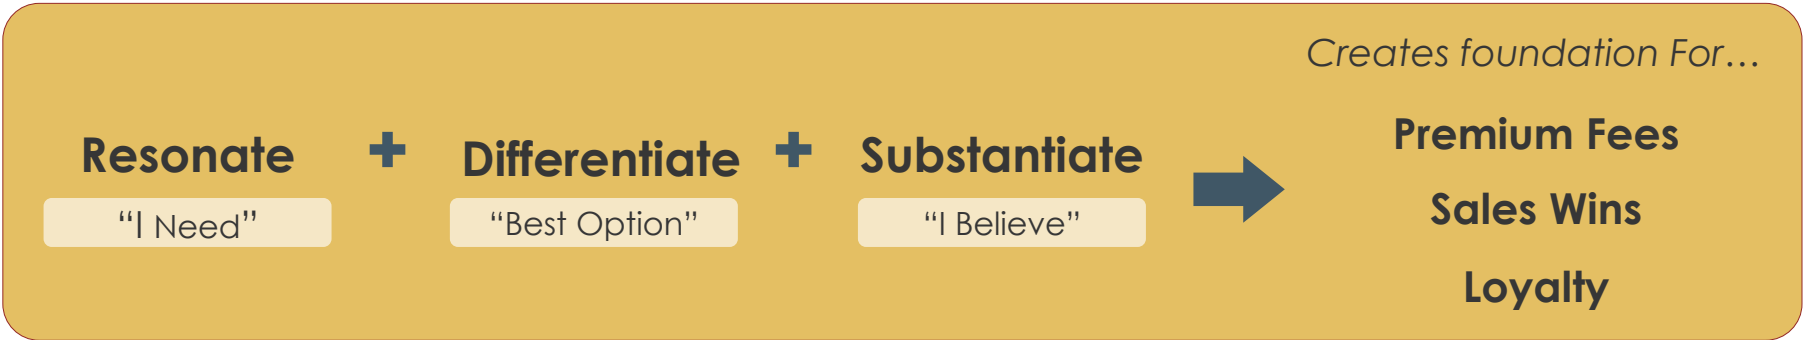 Creates foundation For…
Resonate
“I Need”
Differentiate
“Best Option”
Substantiate
“I Believe”
Premium Fees
Sales Wins
Loyalty